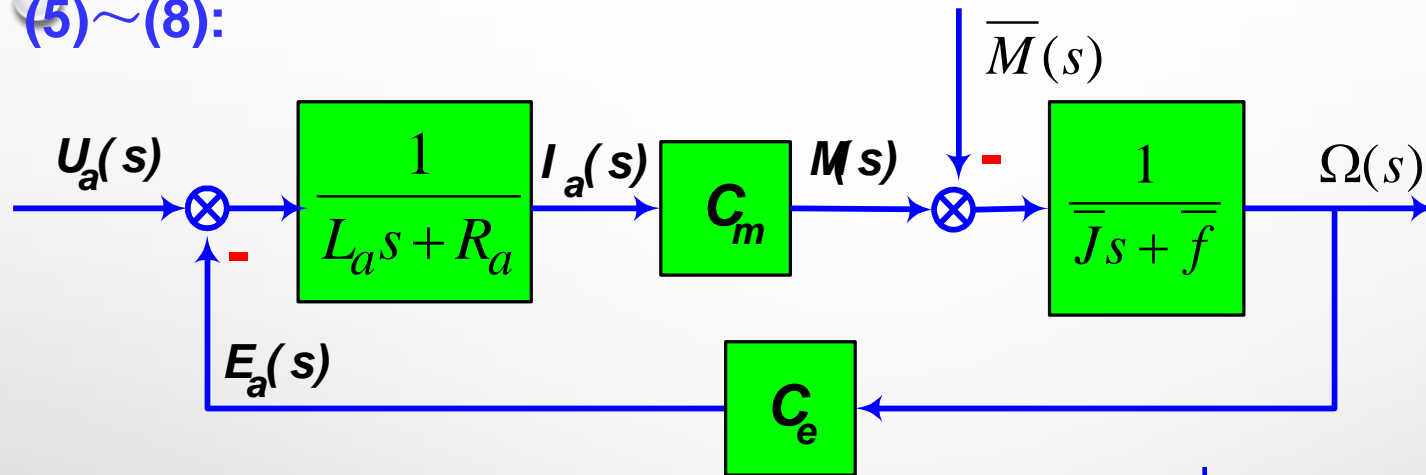 (5)～(8):
M̅(s)
Uₐ(s)
1
Lₐs + Rₐ
Iₐ(s)
Cₘ
M(s)
-
1
J̅s + f̅
Ω(s)
-
Eₐ(s)
Cₑ